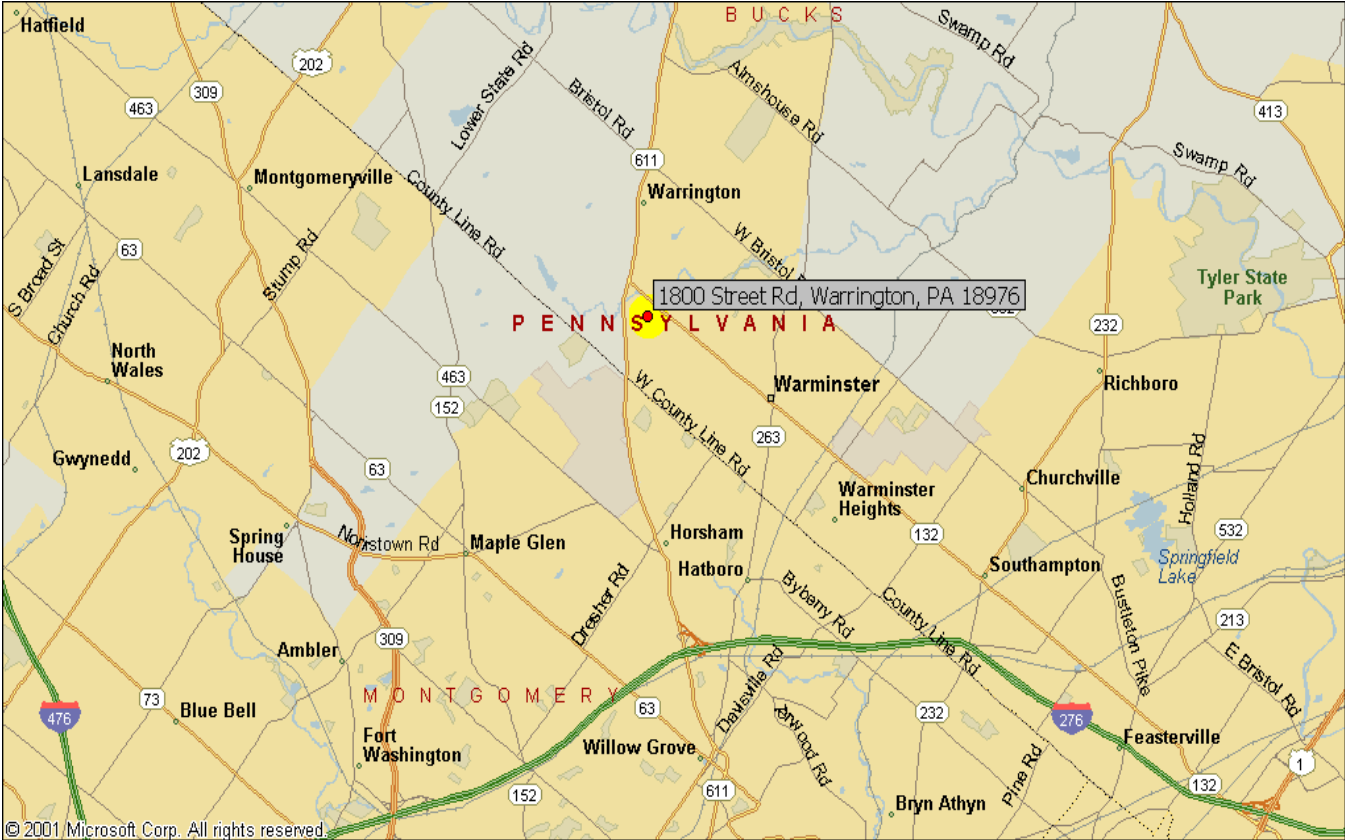 BUCKS
Hatfield
202
Swamp Rd
309
Lower State Rd
Almshouse Rd
463
Bristol Rd
413
611
Swamp Rd
Lansdale
Montgomeryville
County Line Rd
Warrington
S Broad St
63
Stump Rd
W Bristol
Church Rd
Tyler State
Park
1800 Street Rd, Warrington, PA 18976
PENNSYLVANIA
232
North
Wales
463
W County Line Rd
Warminster
Richboro
152
263
202
Gwynedd
63
Holland Rd
Churchville
Warminster
Heights
Spring
House
Norristown Rd
Maple Glen
Horsham
132
532
Hatboro
Springfield
Lake
Southampton
Dresher Rd
Byberry Rd
County Line Rd
Bustleton Pike
213
309
Ambler
E Bristol Rd
MONTGOMERY
Davisville Rd
73
Blue Bell
476
63
232
276
Fort
Washington
Willow Grove
Feasterville
erwood Rd
Pine Rd
1
152
611
132
Bryn Athyn
© 2001 Microsoft Corp. All rights reserved.